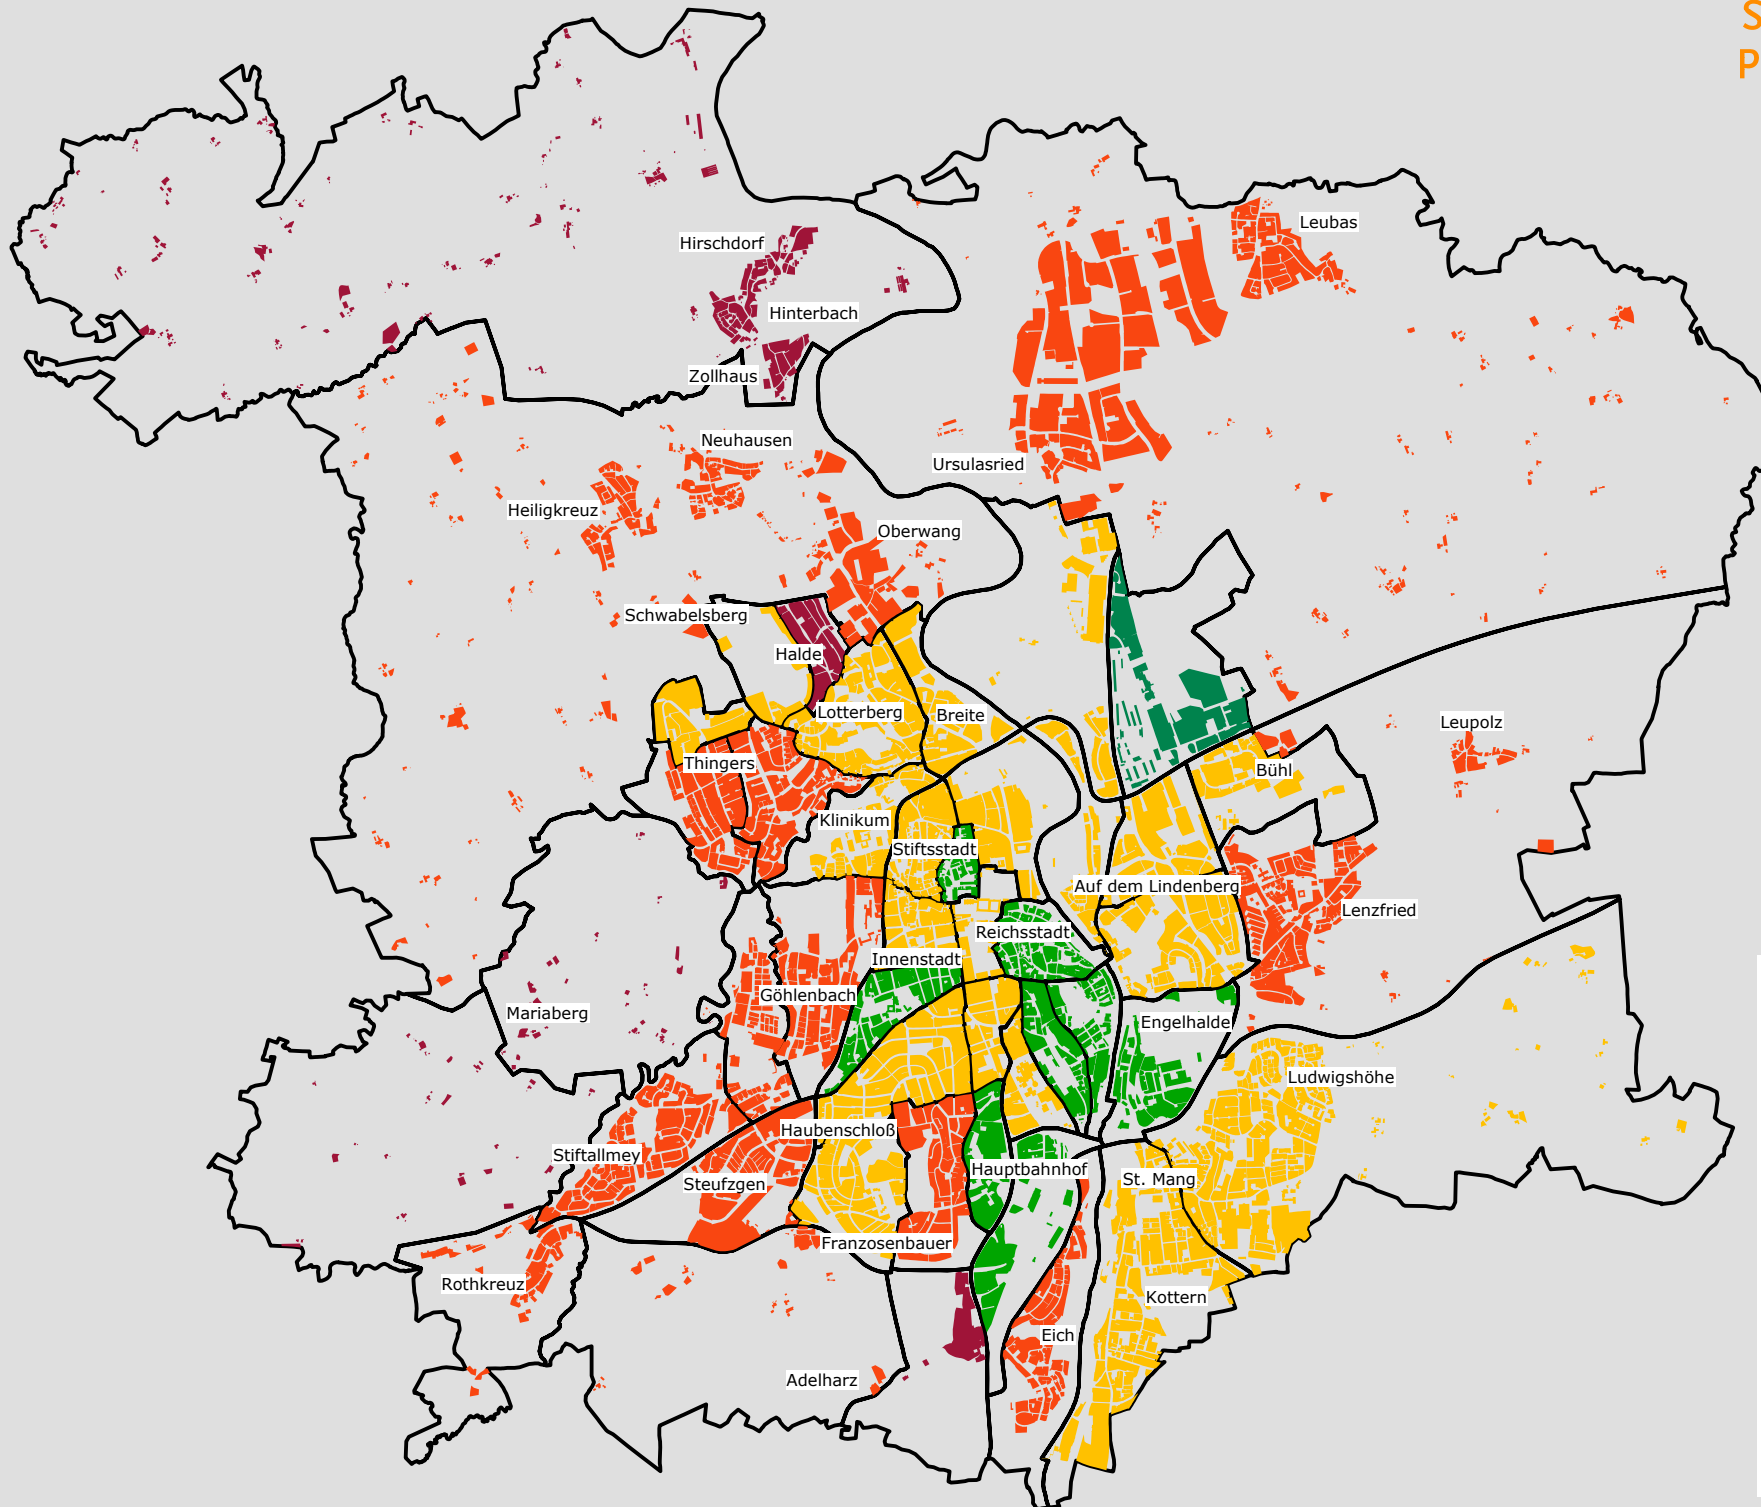 S
P
Leubas
Hirschdorf
Hinterbach
Zollhaus
Neuhausen
Ursulasried
Heiligkreuz
Oberwang
Schwabelsberg
Halde
Lotterberg
Breite
Leupolz
Thingers
Bühl
Klinikum
Stiftsstadt
Auf dem Lindenberg
Lenzfried
Reichsstadt
Innenstadt
Göhlenbach
Mariaberg
Engelhalde
Ludwigshöhe
Haubenschloß
Stiftallmey
Hauptbahnhof
St. Mang
Steufzgen
Franzosenbauer
Rothkreuz
Kottern
Eich
Adelharz